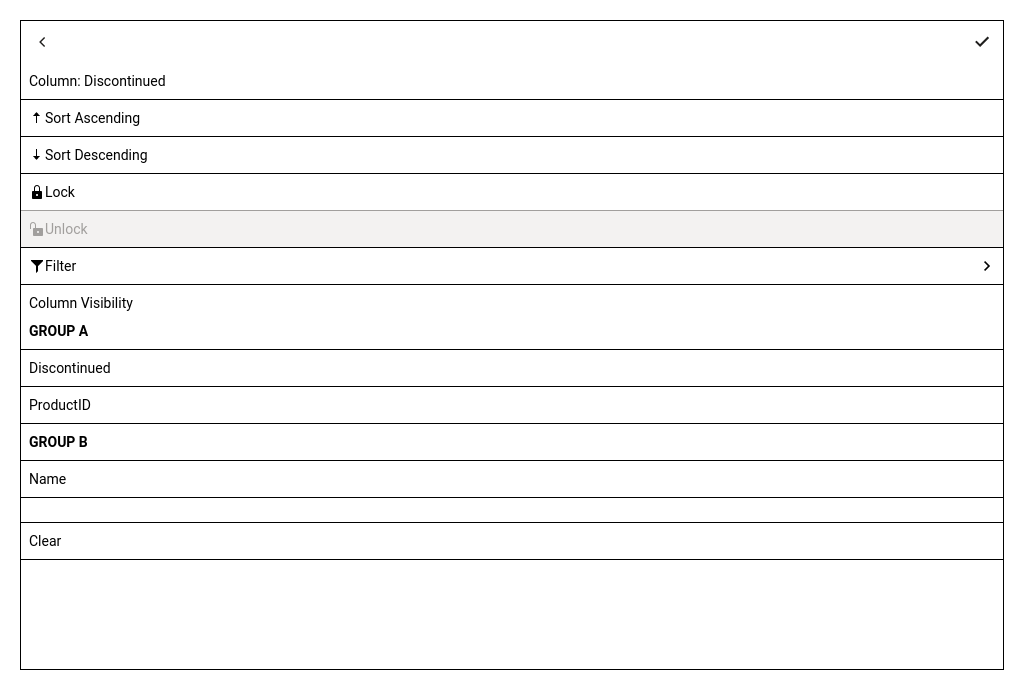 Column: Discontinued
Sort Ascending
Sort Descending
Lock
Unlock
Filter
Column Visibility
GROUP A
Discontinued
ProductID
GROUP B
Name
Clear